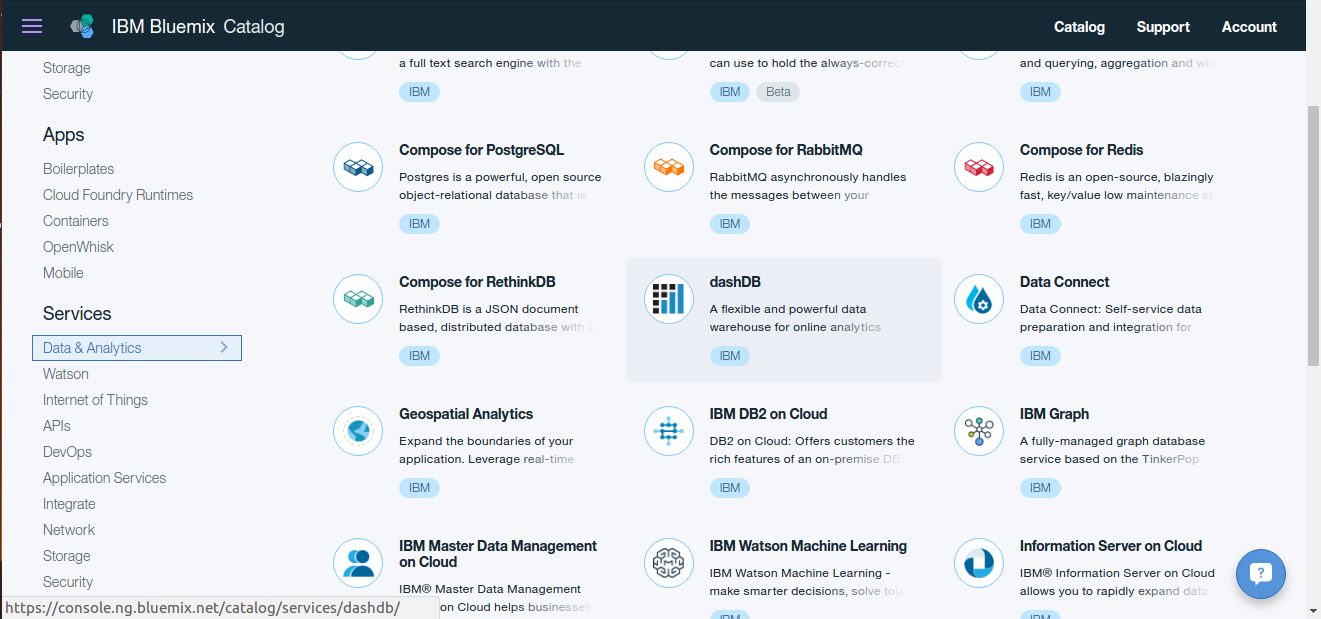 IBM Bluemix Catalog
Catalog Support Account
Storage
Security
Apps
Boilerplates
Cloud Foundry Runtimes
Containers
OpenWhisk
Mobile
Services
Data & Analytics
Watson
Internet of Things
APIs
DevOps
Application Services
Integrate
Network
Storage
Security
a full text search engine with the
IBM
can use to hold the always-correc
IBM Beta
and querying, aggregation and wi
IBM
Compose for PostgreSQL
Postgres is a powerful, open source
object-relational database that is
IBM
Compose for RabbitMQ
RabbitMQ asynchronously handles
the messages between your
IBM
Compose for Redis
Redis is an open-source, blazingly
fast, key/value low maintenance st
IBM
Compose for RethinkDB
RethinkDB is a JSON document
based, distributed database with a
IBM
dashDB
A flexible and powerful data
warehouse for online analytics
IBM
Data Connect
Data Connect: Self-service data
preparation and integration for
IBM
Geospatial Analytics
Expand the boundaries of your
application. Leverage real-time
IBM
IBM DB2 on Cloud
DB2 on Cloud: Offers customers the
rich features of an on-premise DB2
IBM
IBM Graph
A fully-managed graph database
service based on the TinkerPop
IBM
IBM Master Data Management
on Cloud
IBM® Master Data Management
on Cloud helps businesses
IBM Watson Machine Learning
IBM Watson Machine Learning -
make smarter decisions, solve tou
IBM
Information Server on Cloud
IBM® Information Server on Cloud
allows you to rapidly expand data
IBM
https://console.ng.bluemix.net/catalog/services/dashdb/